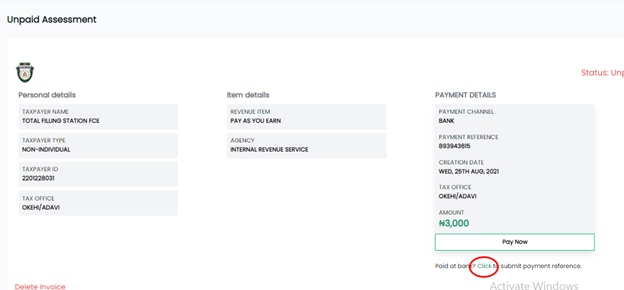 Unpaid Assessment
Status: Unp
Personal details
TAXPAYER NAME
TOTAL FILLING STATION FCE
TAXPAYER TYPE
NON-INDIVIDUAL
TAXPAYER ID
2201228031
TAX OFFICE
OKEHI/ADAVI
Item details
REVENUE ITEM
PAY AS YOU EARN
AGENCY
INTERNAL REVENUE SERVICE
PAYMENT DETAILS
PAYMENT CHANNEL
BANK
PAYMENT REFERENCE
893943615
CREATION DATE
WED, 25TH AUG, 2021
TAX OFFICE
OKEHI/ADAVI
AMOUNT
₦3,000
Pay Now
Paid at bank? Click to submit payment reference.
Delete Invoice
Activate Windows